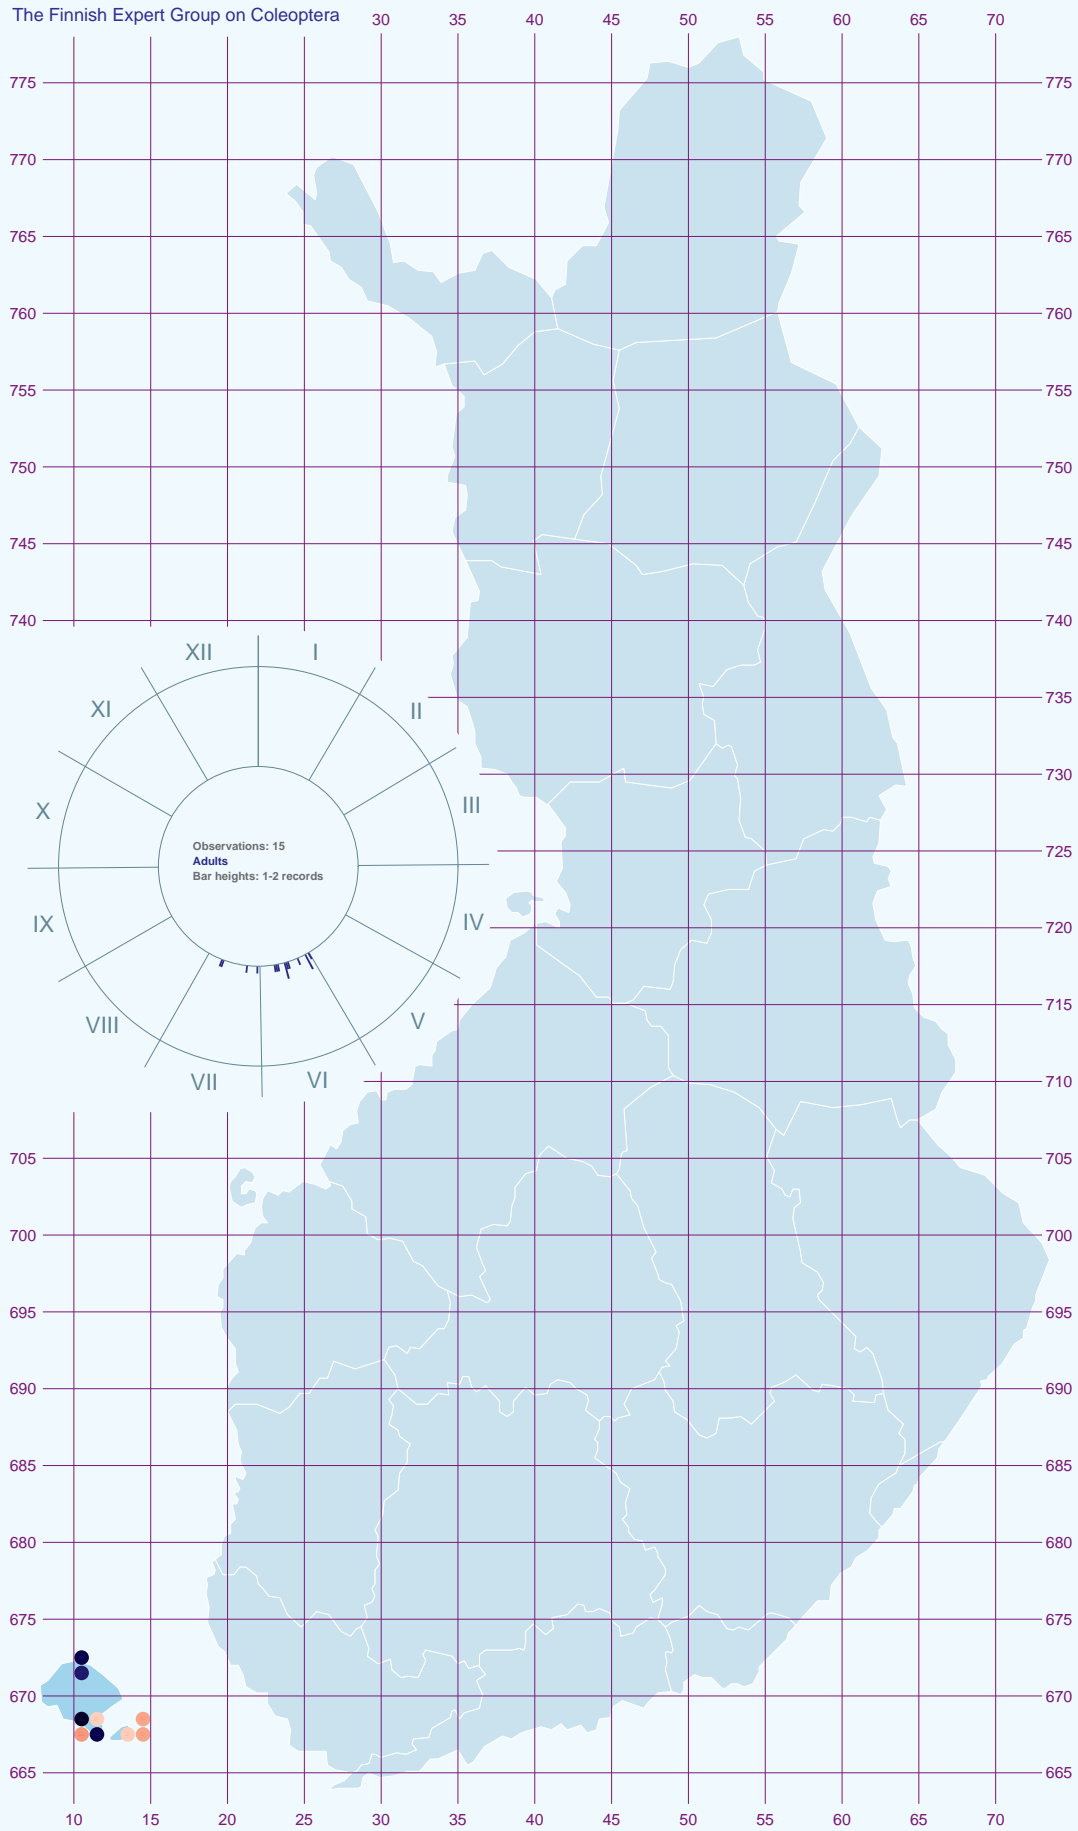 The Finnish Expert Group on Coleoptera
30 35 40 45 50 55 60 65 70
775 775
770 770
765 765
760 760
755 755
750 750
745 745
740 740
XII I
XI II
735
730
X III
Observations: 15
Adults
Bar heights: 1-2 records
725
IX IV
720
VIII V
715
VII VI
710
705 705
700 700
695 695
690 690
685 685
680 680
675 675
670 670
665 665
10 15 20 25 30 35 40 45 50 55 60 65 70